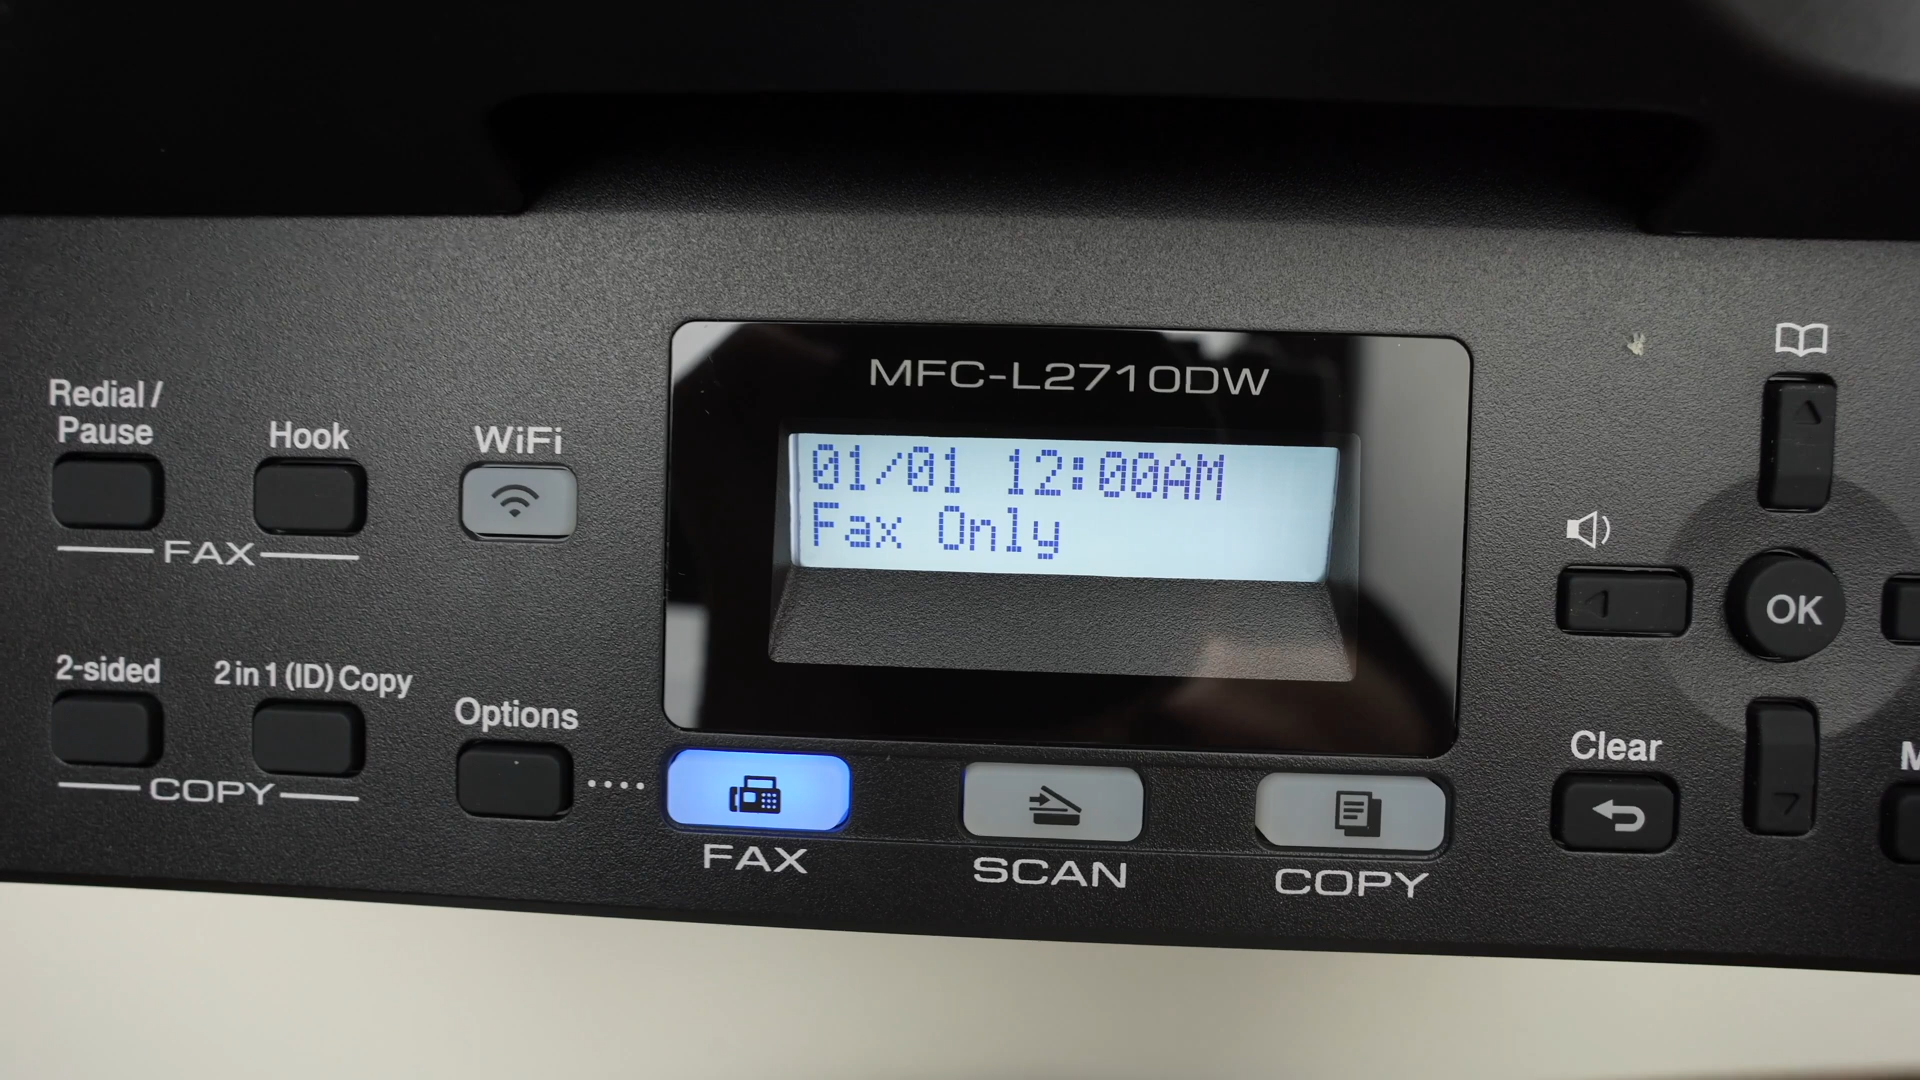 MFC-L2710DW
01/01 12:00AM
Fax Only
Redial /
Pause
Hook
WiFi
FAX
2-sided
2 in 1 (ID) Copy
Options
COPY
FAX
SCAN
COPY
OK
Clear